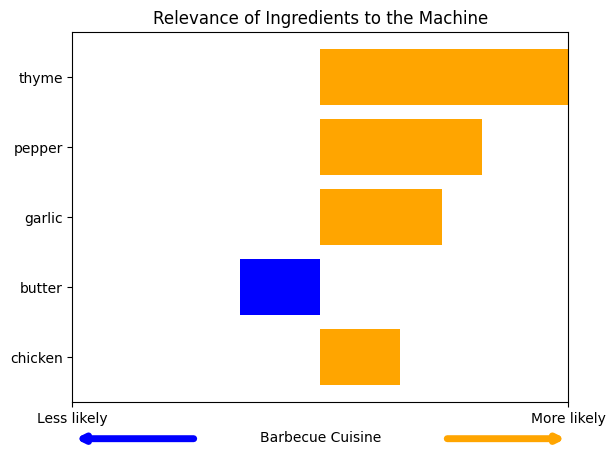 Relevance of Ingredients to the Machine
thyme
pepper
garlic
butter
chicken
Less likely
More likely
Barbecue Cuisine